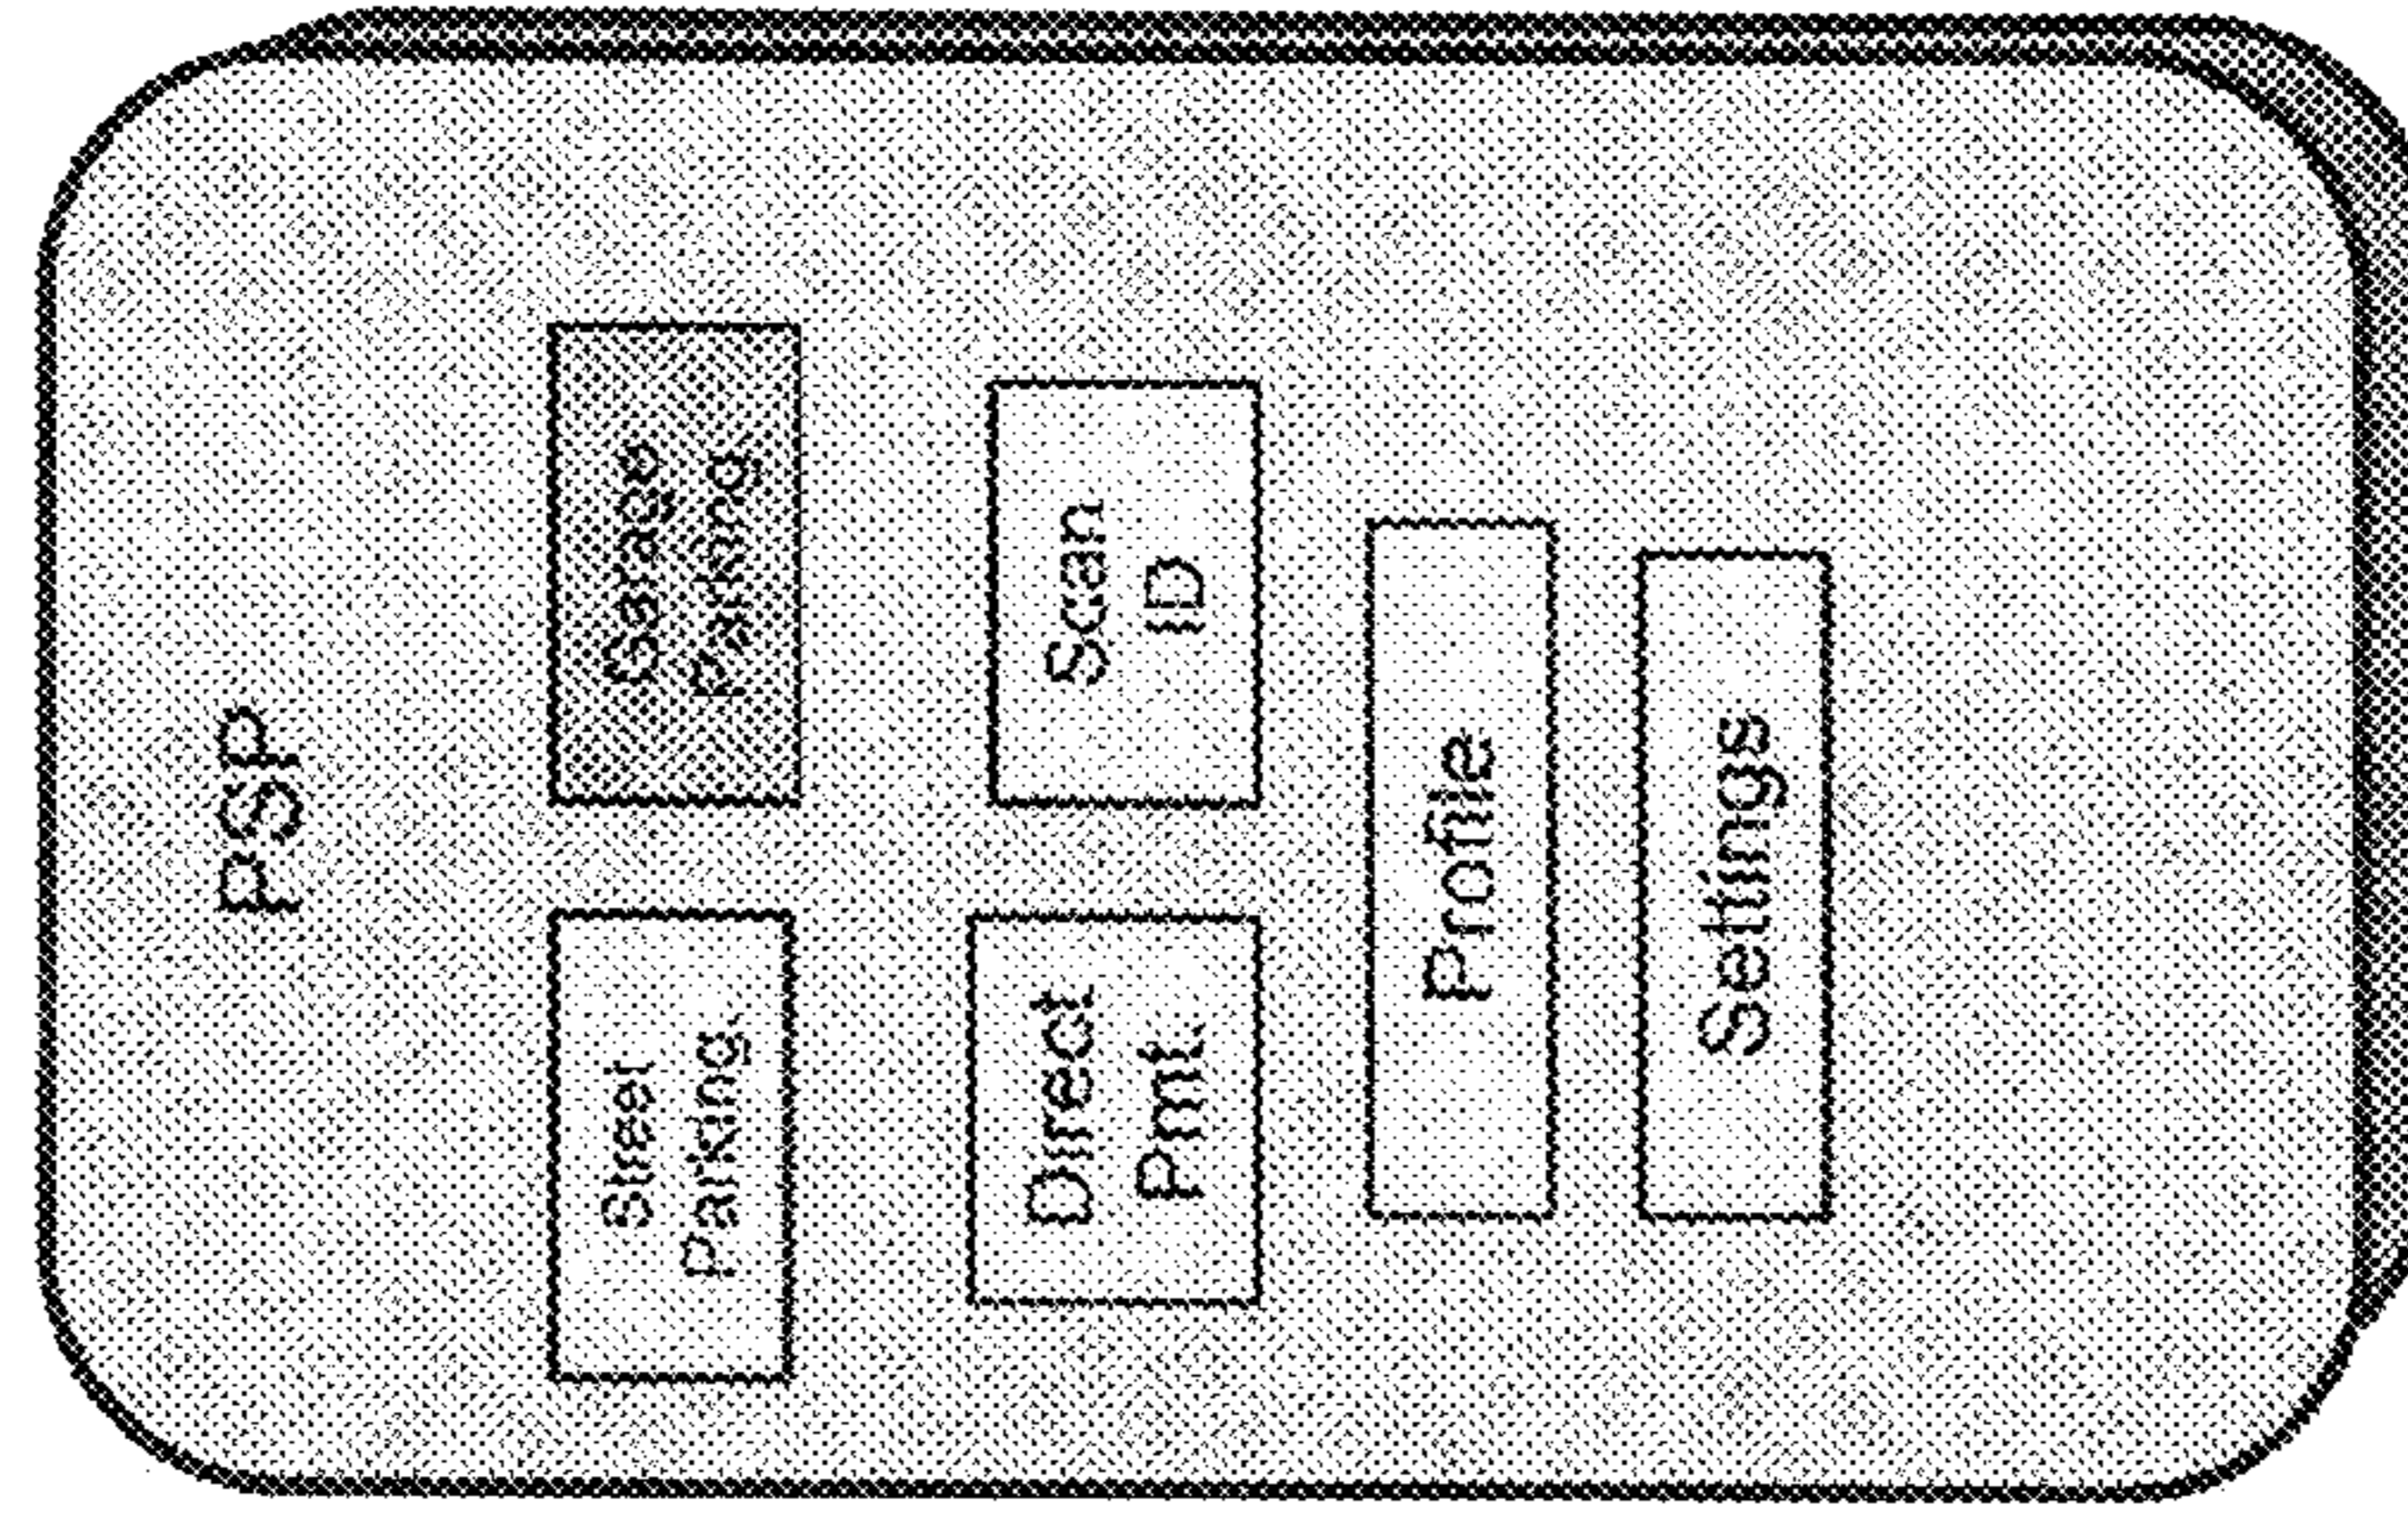 PSP
Street
Parking.
Garage
Parking
Direct
Pmt.
Scan
ID
Profile
Settings